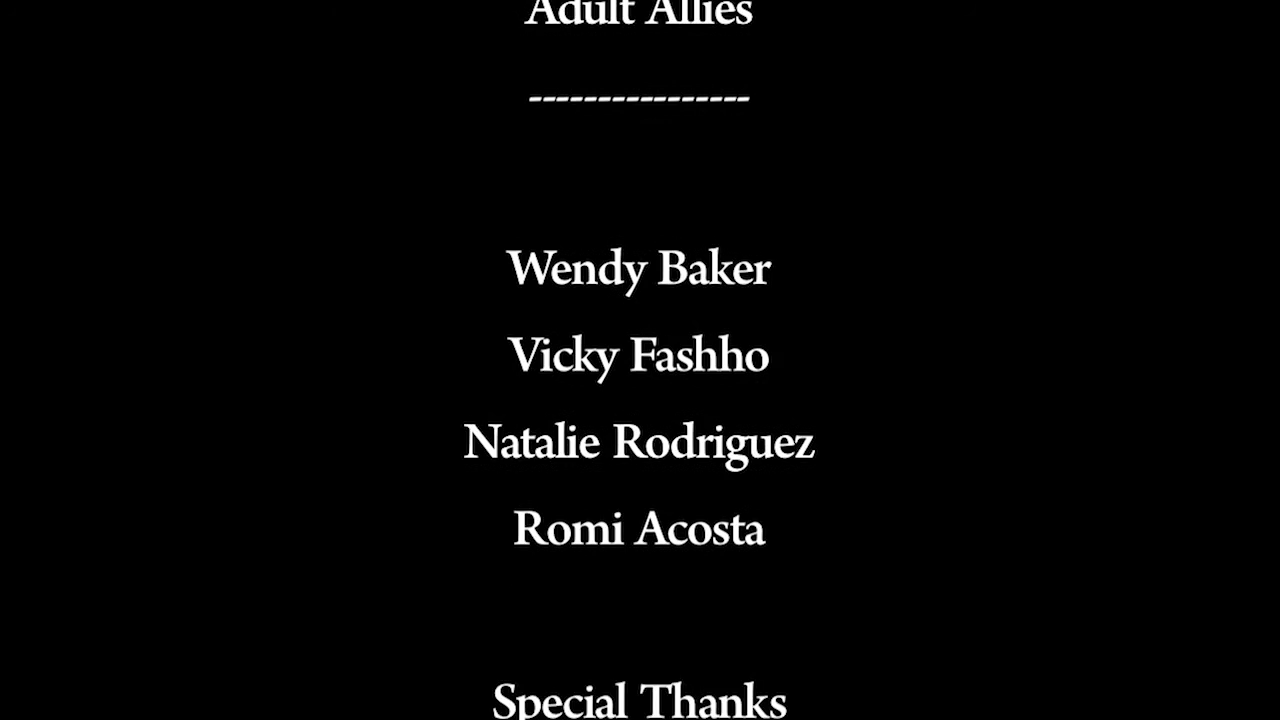 Adult Allies
----------------
Wendy Baker
Vicky Fashho
Natalie Rodriguez
Romi Acosta
Special Thanks